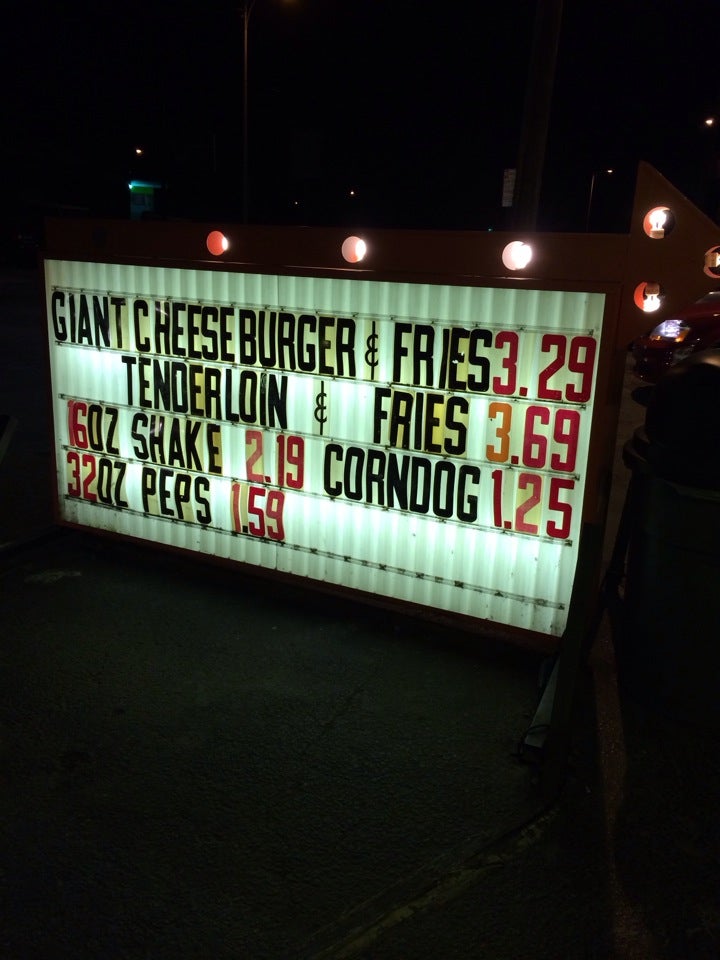 GIANT CHEESEBURGER & FRIES 3.29
TENDERLOIN & FRIES 3.69
16OZ SHAKE 2.19 CORNDOG 1.25
32OZ PEPS 1.59